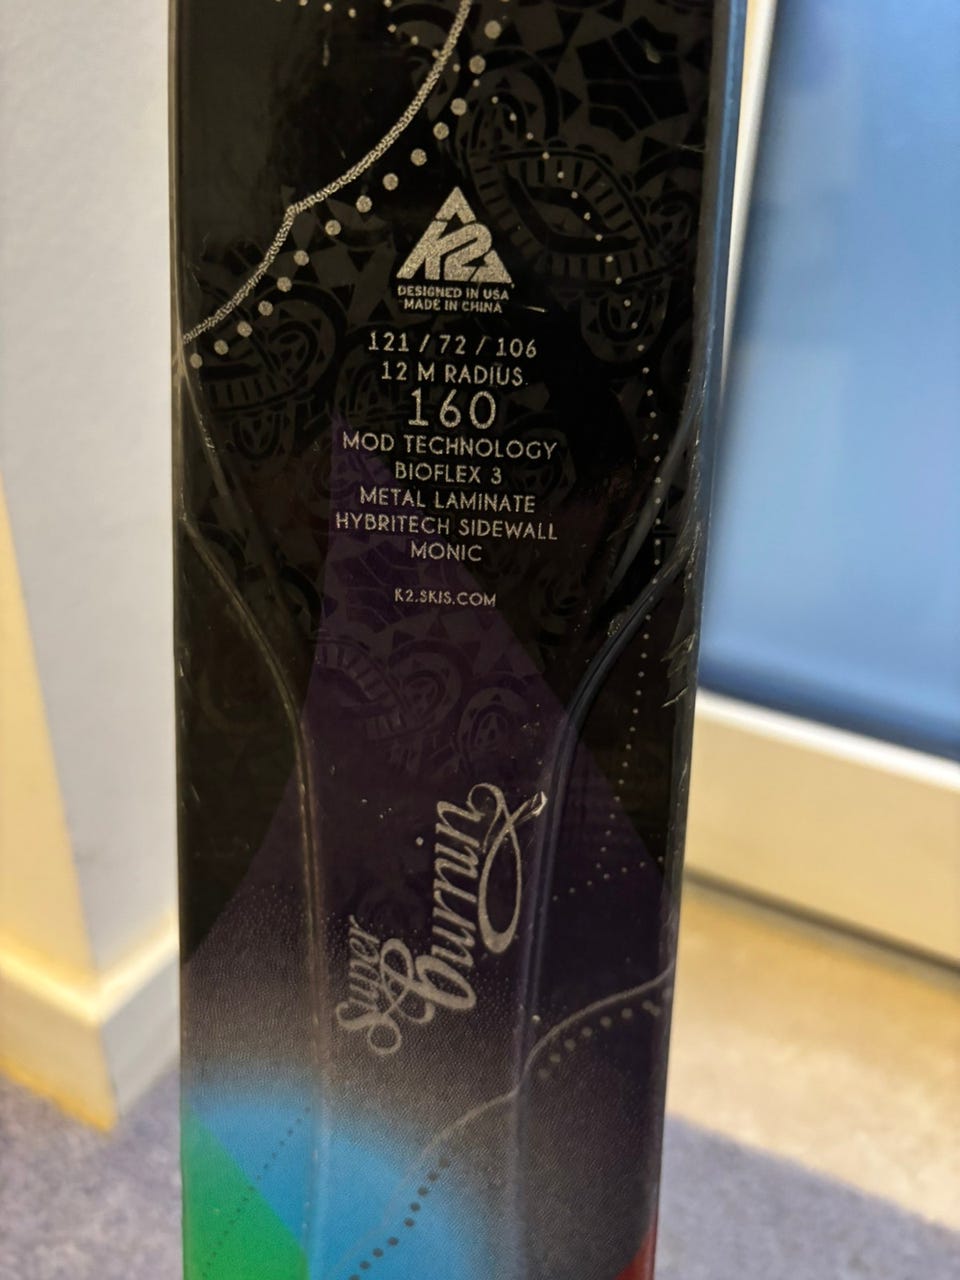 K2
DESIGNED IN USA
MADE IN CHINA
121 / 72 / 106
12 M RADIUS
160
MOD TECHNOLOGY
BIOFLEX 3
METAL LAMINATE
HYBRITECH SIDEWALL
MONIC
K2.SKIS.COM
Super
Burnin